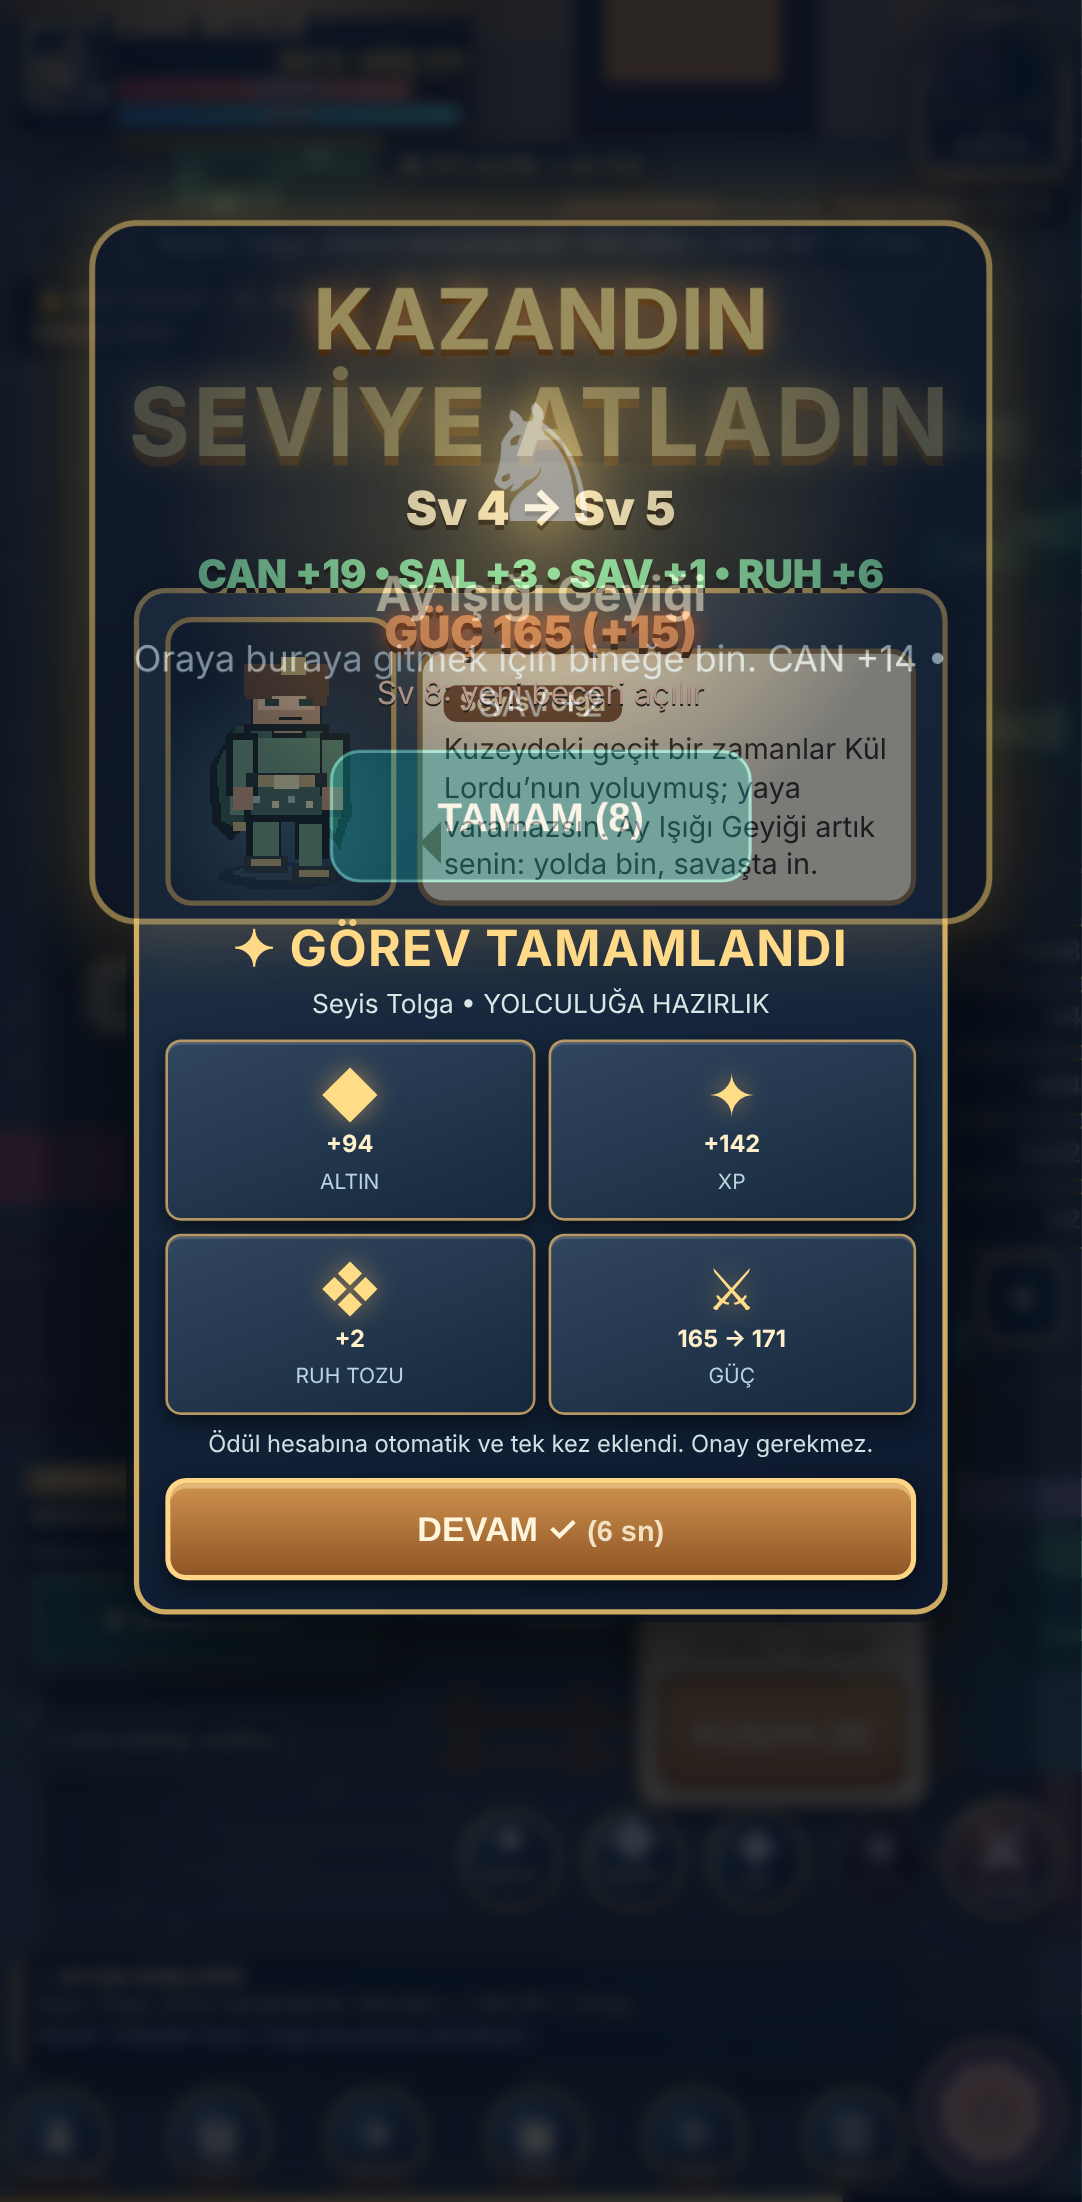 KAZANDIN
SEVİYE ATLADIN
Sv 4 → Sv 5
CAN +19 • SAL +3 • SAV +1 • RUH +6
Ay Işığı Geyiği
GÜÇ 165 (+15)
Oraya buraya gitmek için bineğe bin. CAN +14 •
SAV +2
Sv 8: yeni beceri açılır
Seyis Tolga
Kuzeydeki geçit bir zamanlar Kül
Lordu’nun yoluymuş; yaya
varamazsın. Ay Işığı Geyiği artık
senin: yolda bin, savaşta in.
TAMAM (8)
✦ GÖREV TAMAMLANDI
Seyis Tolga • YOLCULUĞA HAZIRLIK
+94
ALTIN
+142
XP
+2
RUH TOZU
165 → 171
GÜÇ
Ödül hesabına otomatik ve tek kez eklendi. Onay gerekmez.
DEVAM ✓ (6 sn)